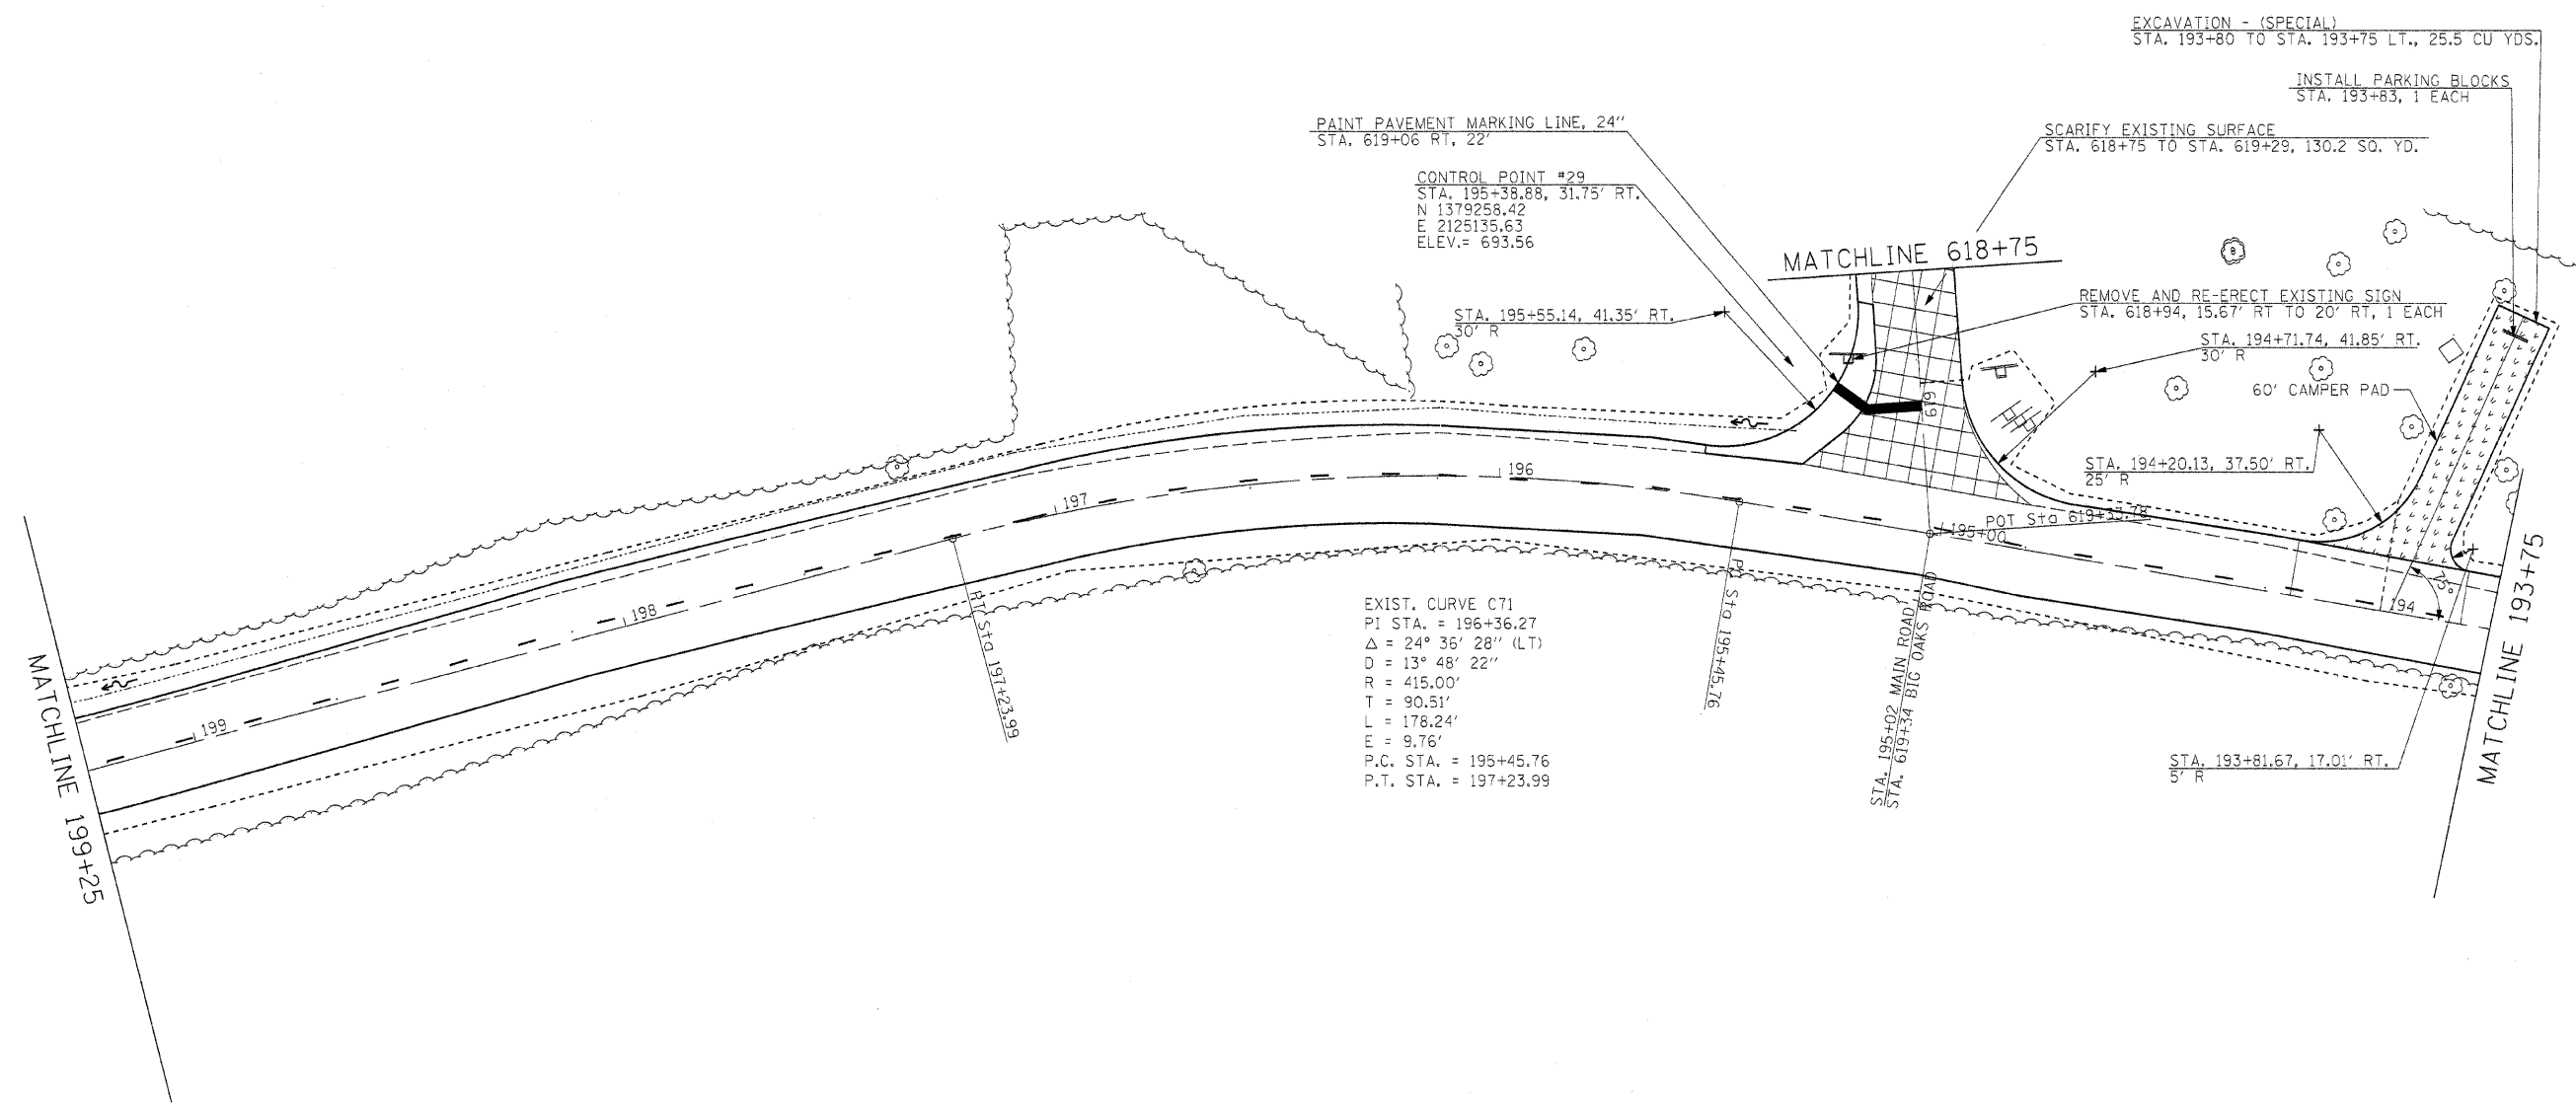 EXCAVATION - (SPECIAL)
STA. 193+80 TO STA. 193+75 LT., 25.5 CU YDS.
INSTALL PARKING BLOCKS
STA. 193+83, 1 EACH
PAINT PAVEMENT MARKING LINE, 24"
STA. 619+06 RT, 22'
SCARIFY EXISTING SURFACE
STA. 618+75 TO STA. 619+29, 130.2 SQ. YD.
CONTROL POINT #29
STA. 195+38.88, 31.75' RT.
N 1379258.42
E 2125135.63
ELEV.= 693.56
MATCHLINE 618+75
REMOVE AND RE-ERECT EXISTING SIGN
STA. 618+94, 15.67' RT TO 20' RT, 1 EACH
STA. 195+55.14, 41.35' RT.
30' R
STA. 194+71.74, 41.85' RT.
30' R
60' CAMPER PAD
619
STA. 194+20.13, 37.50' RT.
25' R
196
197
POT Sta 619+33.78
195+00
75°
194
198
199
PT Sta 197+23.99
PC Sta 195+45.76
STA. 195+02 MAIN ROAD
STA. 619+34 BIG OAKS ROAD
EXIST. CURVE C71
PI STA. = 196+36.27
Δ = 24° 36' 28" (LT)
D = 13° 48' 22"
R = 415.00'
T = 90.51'
L = 178.24'
E = 9.76'
P.C. STA. = 195+45.76
P.T. STA. = 197+23.99
STA. 193+81.67, 17.01' RT.
5' R
MATCHLINE 199+25
MATCHLINE 193+75